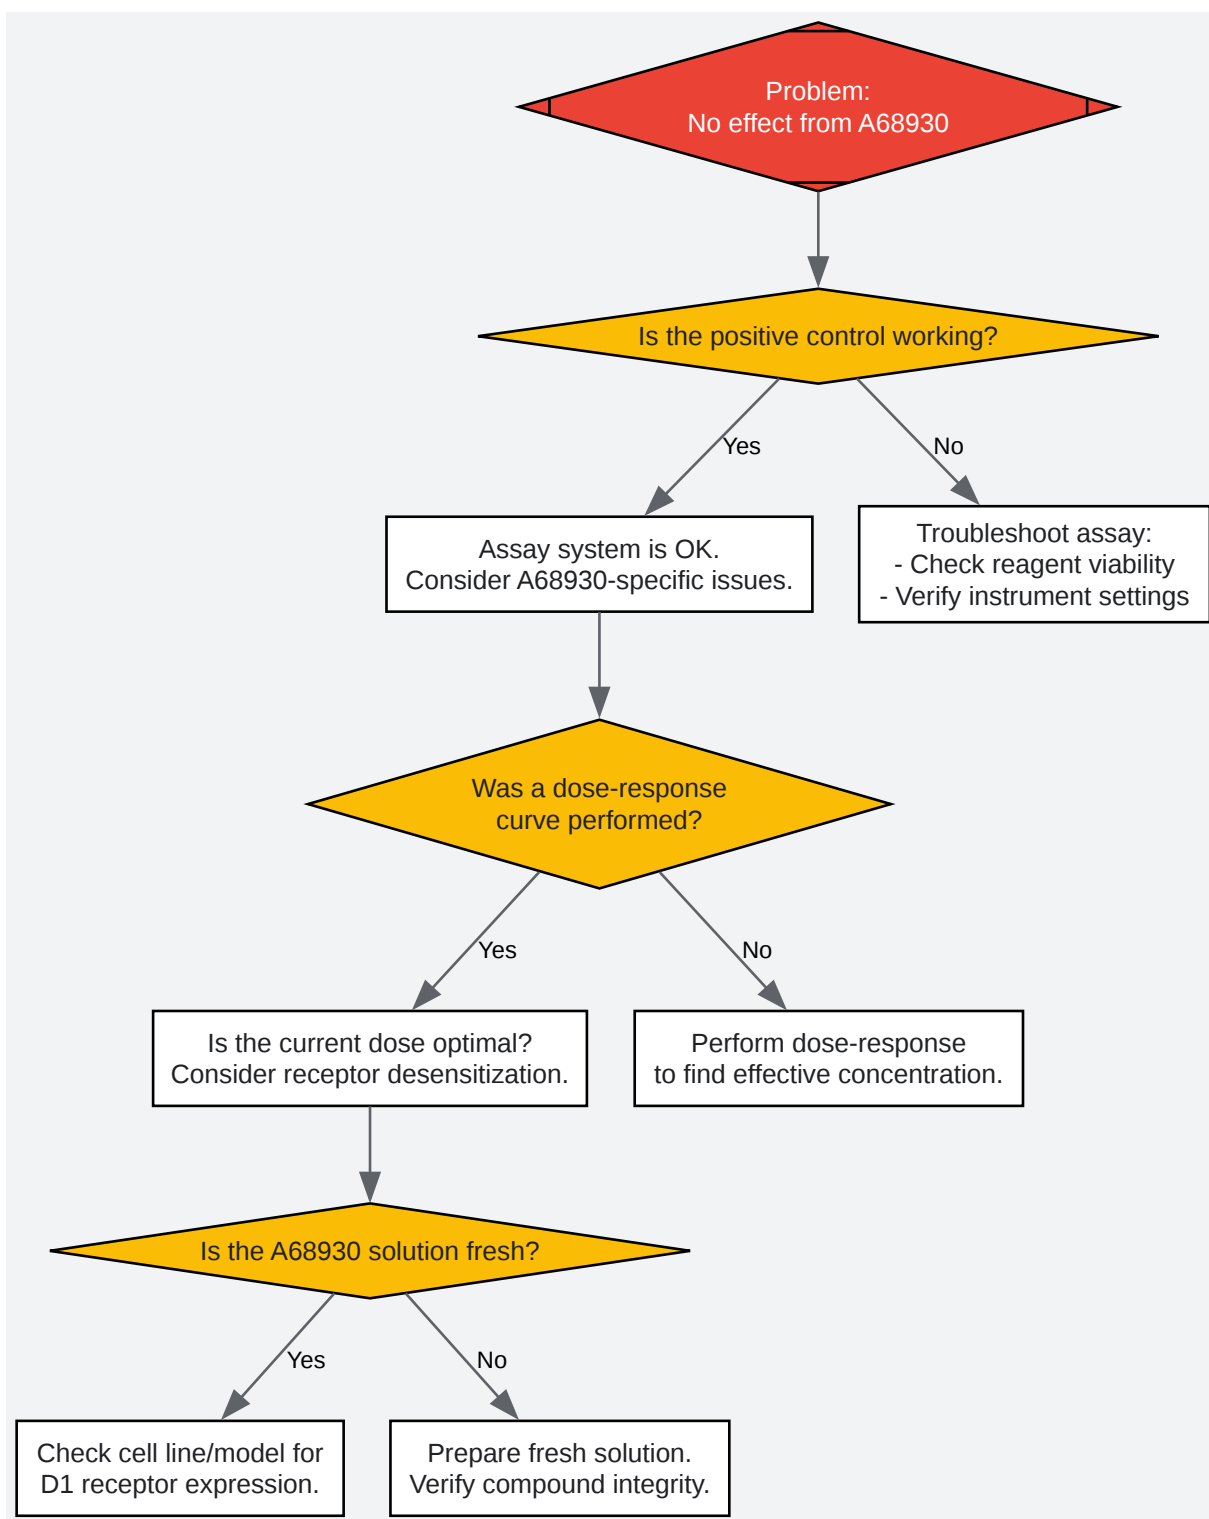 Problem:
No effect from A68930
Is the positive control working?
Yes
No
Assay system is OK.
Consider A68930-specific issues.
Troubleshoot assay:
- Check reagent viability
- Verify instrument settings
Was a dose-response
curve performed?
Yes
No
Is the current dose optimal?
Consider receptor desensitization.
Perform dose-response
to find effective concentration.
Is the A68930 solution fresh?
Yes
No
Check cell line/model for
D1 receptor expression.
Prepare fresh solution.
Verify compound integrity.